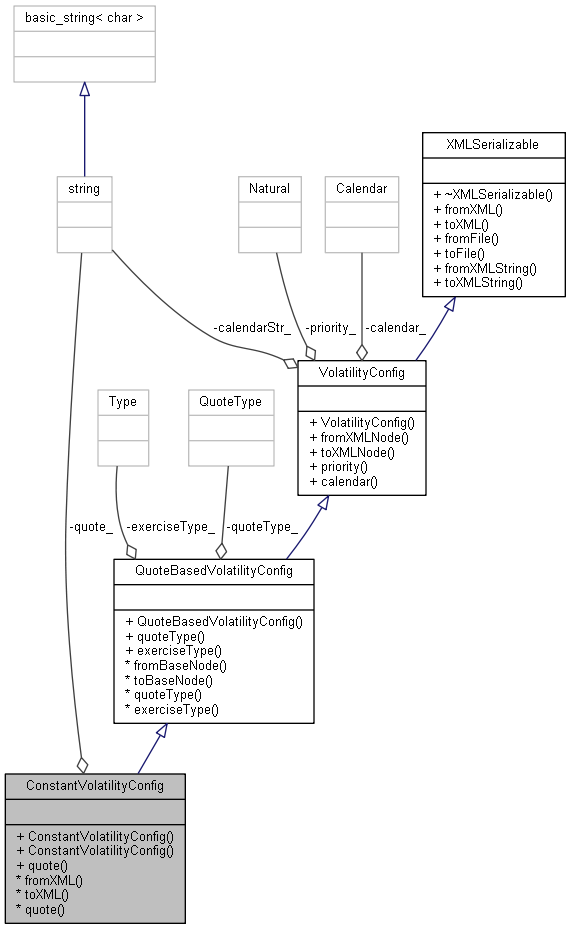 basic_string< char >
XMLSerializable
+ ~XMLSerializable()
+ fromXML()
+ toXML()
+ fromFile()
+ toFile()
+ fromXMLString()
+ toXMLString()
string
Natural
Calendar
-calendarStr_
-priority_
-calendar_
VolatilityConfig
+ VolatilityConfig()
+ fromXMLNode()
+ toXMLNode()
+ priority()
+ calendar()
Type
QuoteType
-quote_
-exerciseType_
-quoteType_
QuoteBasedVolatilityConfig
+ QuoteBasedVolatilityConfig()
+ quoteType()
+ exerciseType()
* fromBaseNode()
* toBaseNode()
* quoteType()
* exerciseType()
ConstantVolatilityConfig
+ ConstantVolatilityConfig()
+ ConstantVolatilityConfig()
+ quote()
* fromXML()
* toXML()
* quote()